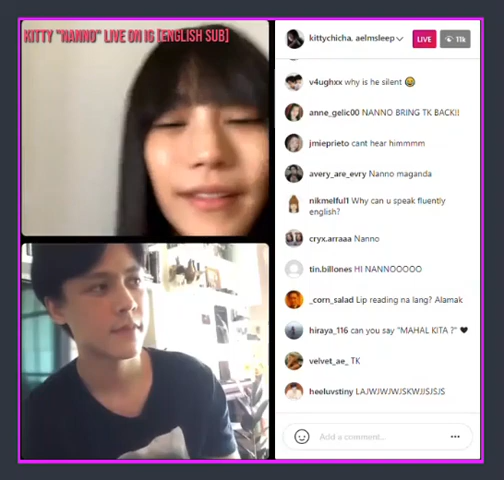 KITTY "NANNO" LIVE ON IG [ENGLISH SUB]
kittychicha, aelmsleep
LIVE
11k
v4ughxx why is he silent 😂
anne_gelic00 NANNO BRING TK BACK!!
jmieprieto cant hear himmmm
avery_are_evry Nanno maganda
nikmelful1 Why can u speak fluently
english?
cryx.arraaa Nanno
tin.billones HI NANNOOOOO
_corn_salad Lip reading na lang? Alamak
hiraya_116 can you say "MAHAL KITA ?" 🖤
velvet_ae_ TK
heeluvstiny LAJWJWJWJSKWJJSJSJS
Add a comment...